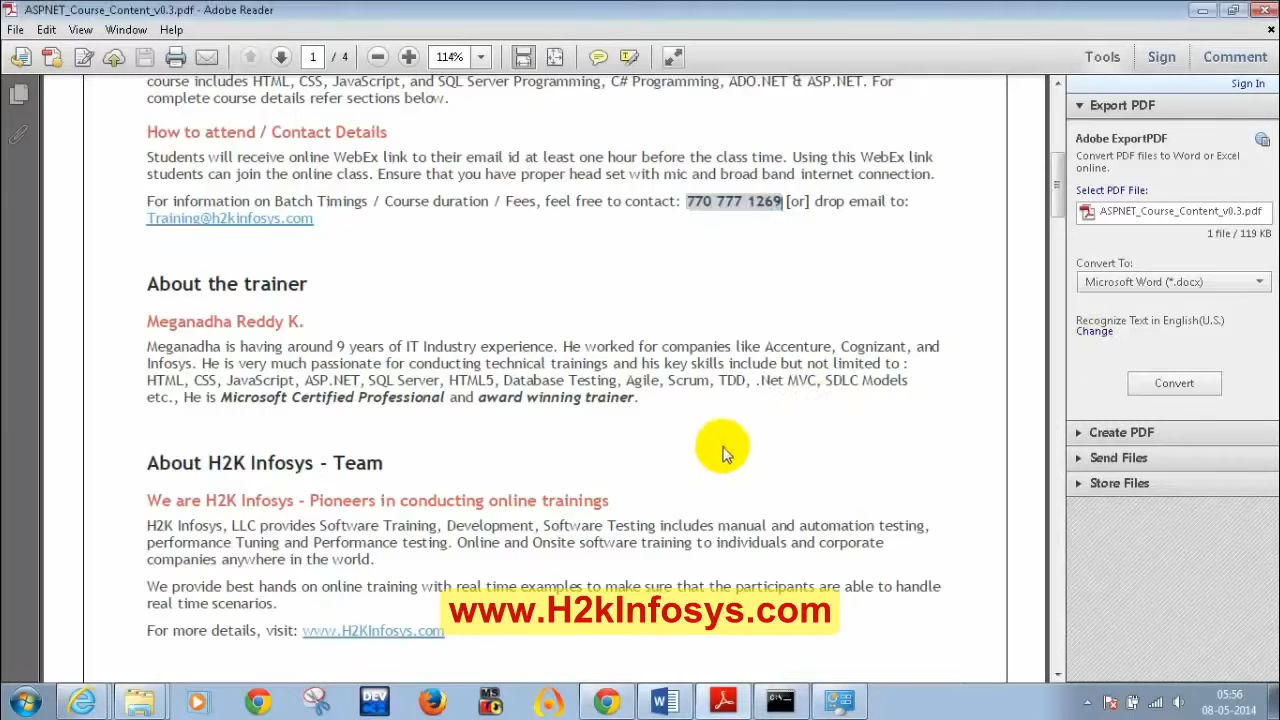 ASPNET_Course_Content_v0.3.pdf - Adobe Reader
File Edit View Window Help
1 / 4 114% Tools Sign Comment
Sign In
course includes HTML, CSS, JavaScript, and SQL Server Programming, C# Programming, ADO.NET & ASP.NET. For
complete course details refer sections below.
How to attend / Contact Details
Students will receive online WebEx link to their email id at least one hour before the class time. Using this WebEx link
students can join the online class. Ensure that you have proper head set with mic and broad band internet connection.
For information on Batch Timings / Course duration / Fees, feel free to contact: 770 777 1269 [or] drop email to:
Training@h2kinfosys.com
About the trainer
Meganadha Reddy K.
Meganadha is having around 9 years of IT Industry experience. He worked for companies like Accenture, Cognizant, and
Infosys. He is very much passionate for conducting technical trainings and his key skills include but not limited to :
HTML, CSS, JavaScript, ASP.NET, SQL Server, HTML5, Database Testing, Agile, Scrum, TDD, .Net MVC, SDLC Models
etc., He is Microsoft Certified Professional and award winning trainer.
About H2K Infosys - Team
We are H2K Infosys - Pioneers in conducting online trainings
H2K Infosys, LLC provides Software Training, Development, Software Testing includes manual and automation testing,
performance Tuning and Performance testing. Online and Onsite software training to individuals and corporate
companies anywhere in the world.
We provide best hands on online training with real time examples to make sure that the participants are able to handle
real time scenarios.
For more details, visit: www.H2KInfosys.com
www.H2kInfosys.com
Export PDF
Adobe ExportPDF
Convert PDF files to Word or Excel
online.
Select PDF File:
ASPNET_Course_Content_v0.3.pdf
1 file / 119 KB
Convert To:
Microsoft Word (*.docx)
Recognize Text in English(U.S.)
Change
Convert
Create PDF
Send Files
Store Files
DEV
MS
05:56
08-05-2014